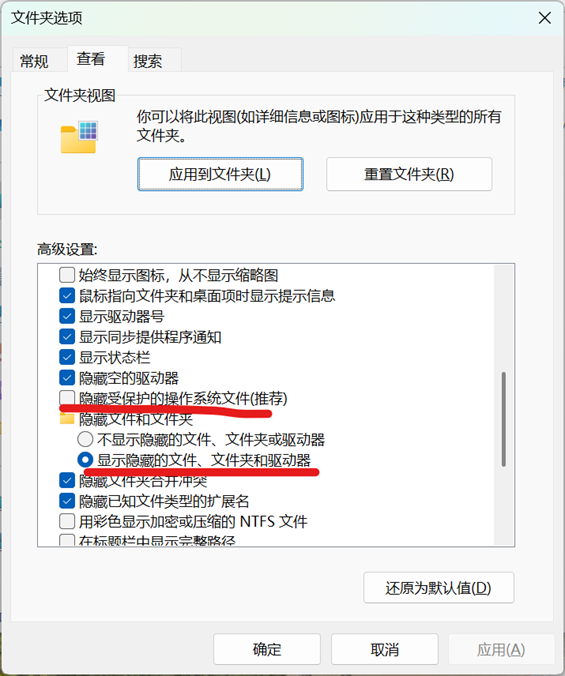 文件夹选项
常规
查看
搜索
文件夹视图
你可以将此视图(如详细信息或图标)应用于这种类型的所有
文件夹。
应用到文件夹(L)
重置文件夹(R)
高级设置:
始终显示图标，从不显示缩略图
鼠标指向文件夹和桌面项时显示提示信息
显示驱动器号
显示同步提供程序通知
显示状态栏
隐藏空的驱动器
隐藏受保护的操作系统文件(推荐)
隐藏文件和文件夹
不显示隐藏的文件、文件夹或驱动器
显示隐藏的文件、文件夹和驱动器
隐藏文件夹合并冲突
隐藏已知文件类型的扩展名
用彩色显示加密或压缩的 NTFS 文件
在标题栏中显示完整路径
还原为默认值(D)
确定
取消
应用(A)